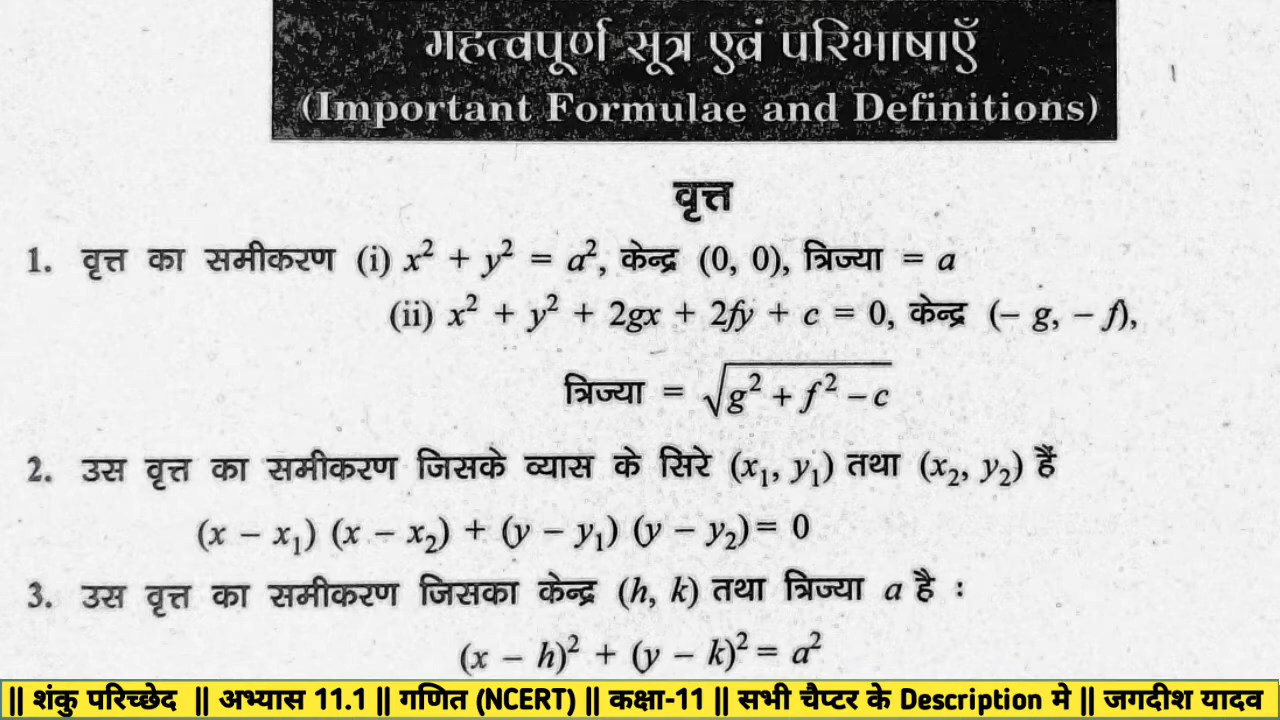 महत्वपूर्ण सूत्र एवं परिभाषाएँ
(Important Formulae and Definitions)
वृत्त
1. वृत्त का समीकरण (i) x² + y² = a², केन्द्र (0, 0), त्रिज्या = a
(ii) x² + y² + 2gx + 2fy + c = 0, केन्द्र (– g, – f),
त्रिज्या = √(g² + f² – c)
2. उस वृत्त का समीकरण जिसके व्यास के सिरे (x₁, y₁) तथा (x₂, y₂) हैं
(x – x₁) (x – x₂) + (y – y₁) (y – y₂) = 0
3. उस वृत्त का समीकरण जिसका केन्द्र (h, k) तथा त्रिज्या a है :
(x – h)² + (y – k)² = a²
|| शंकु परिच्छेद || अभ्यास 11.1 || गणित (NCERT) || कक्षा-11 || सभी चैप्टर के Description मे || जगदीश यादव